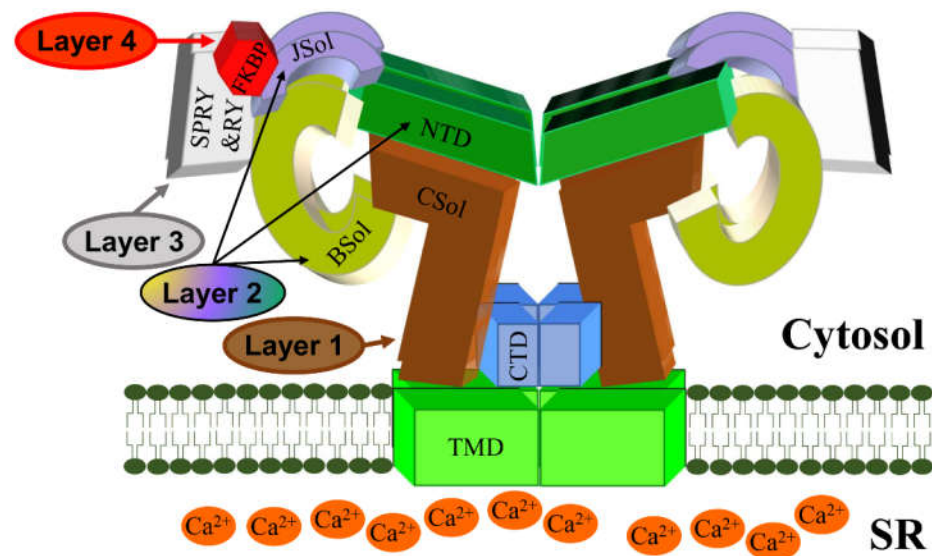 Layer 4
FKBP
JSol
SPRY
&RY
NTD
CSol
Layer 3
BSol
Layer 2
Layer 1
CTD
Cytosol
TMD
Ca2+
Ca2+
Ca2+
Ca2+
Ca2+
Ca2+
Ca2+
Ca2+
Ca2+
Ca2+
Ca2+
SR